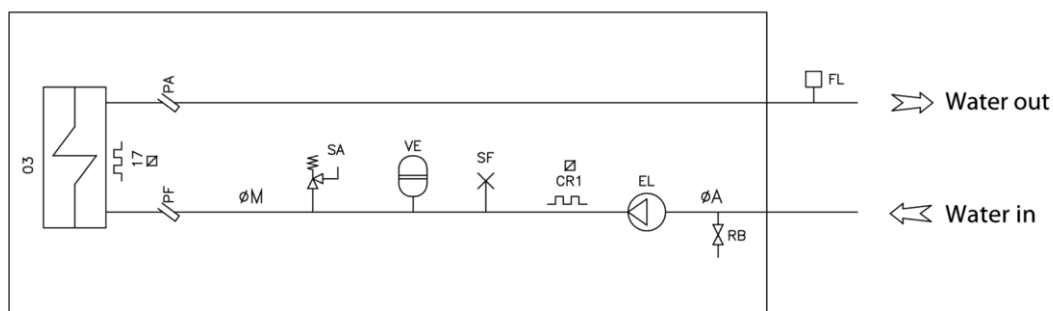 PA
FL
Water out
03
17
SA
VE
SF
CR1
EL
PF
øM
øA
RB
Water in